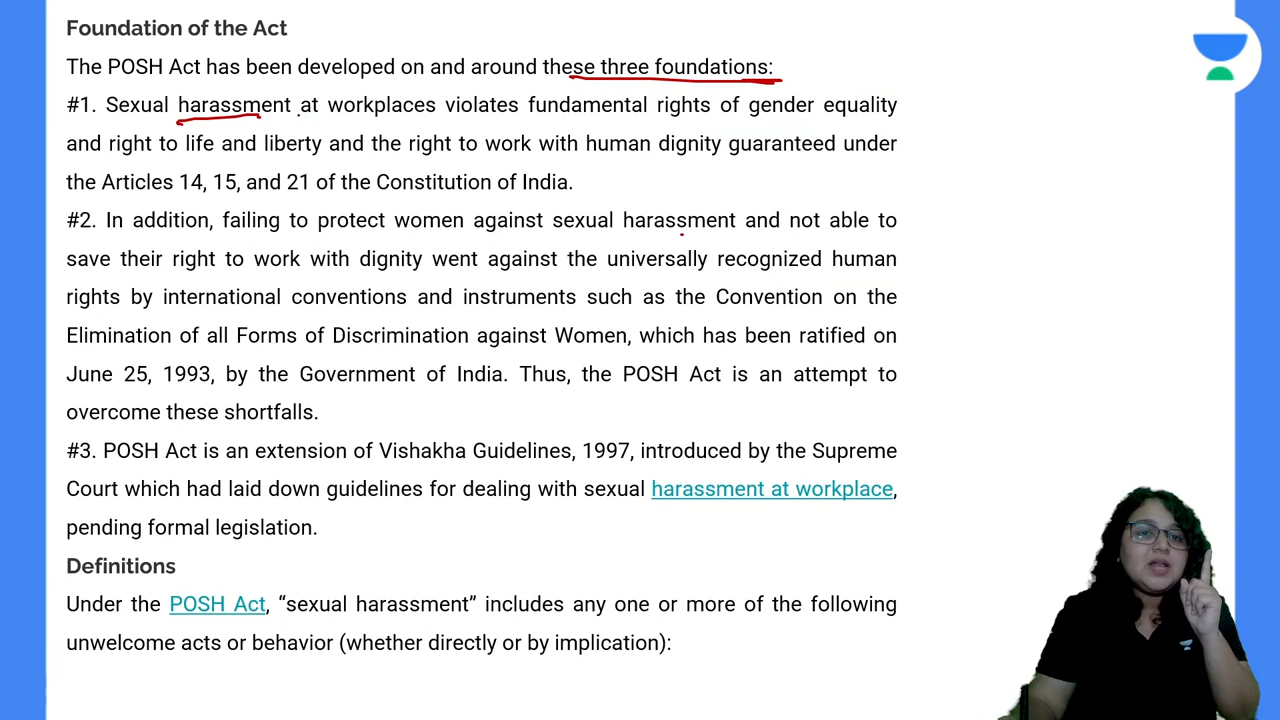 Foundation of the Act
The POSH Act has been developed on and around these three foundations:
#1. Sexual harassment at workplaces violates fundamental rights of gender equality
and right to life and liberty and the right to work with human dignity guaranteed under
the Articles 14, 15, and 21 of the Constitution of India.
#2. In addition, failing to protect women against sexual harassment and not able to
save their right to work with dignity went against the universally recognized human
rights by international conventions and instruments such as the Convention on the
Elimination of all Forms of Discrimination against Women, which has been ratified on
June 25, 1993, by the Government of India. Thus, the POSH Act is an attempt to
overcome these shortfalls.
#3. POSH Act is an extension of Vishakha Guidelines, 1997, introduced by the Supreme
Court which had laid down guidelines for dealing with sexual harassment at workplace,
pending formal legislation.
Definitions
Under the POSH Act, “sexual harassment” includes any one or more of the following
unwelcome acts or behavior (whether directly or by implication):